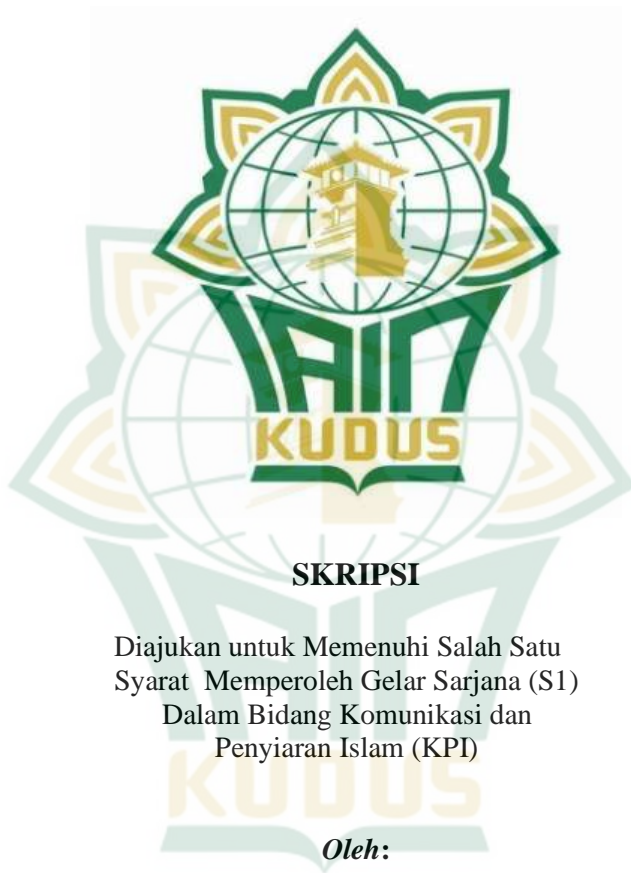 IAIN
KUDUS
SKRIPSI
Diajukan untuk Memenuhi Salah Satu
Syarat Memperoleh Gelar Sarjana (S1)
Dalam Bidang Komunikasi dan
Penyiaran Islam (KPI)
Oleh: